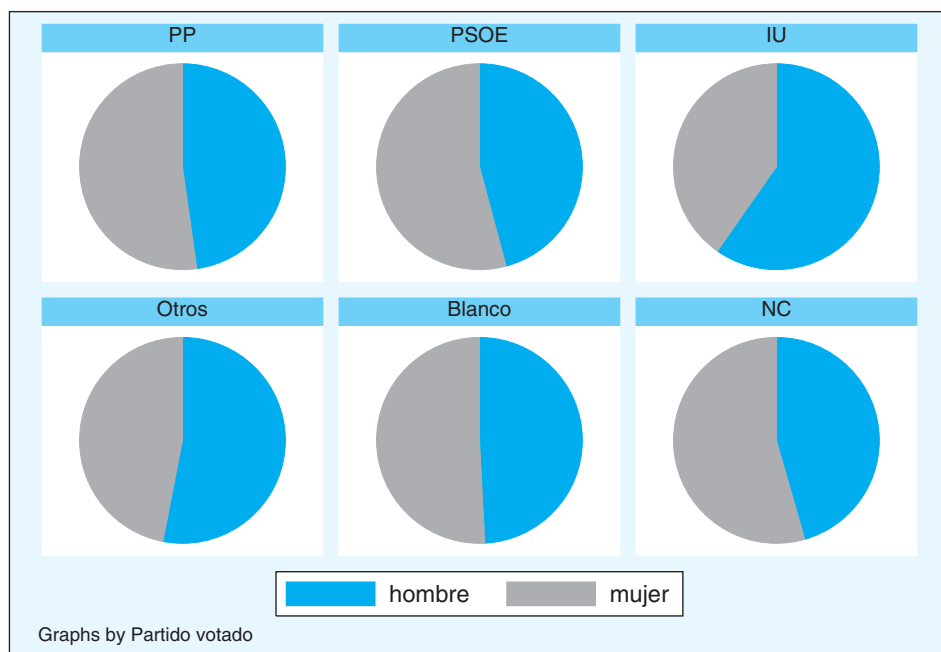 PP
PSOE
IU
Otros
Blanco
NC
hombre
mujer
Graphs by Partido votado